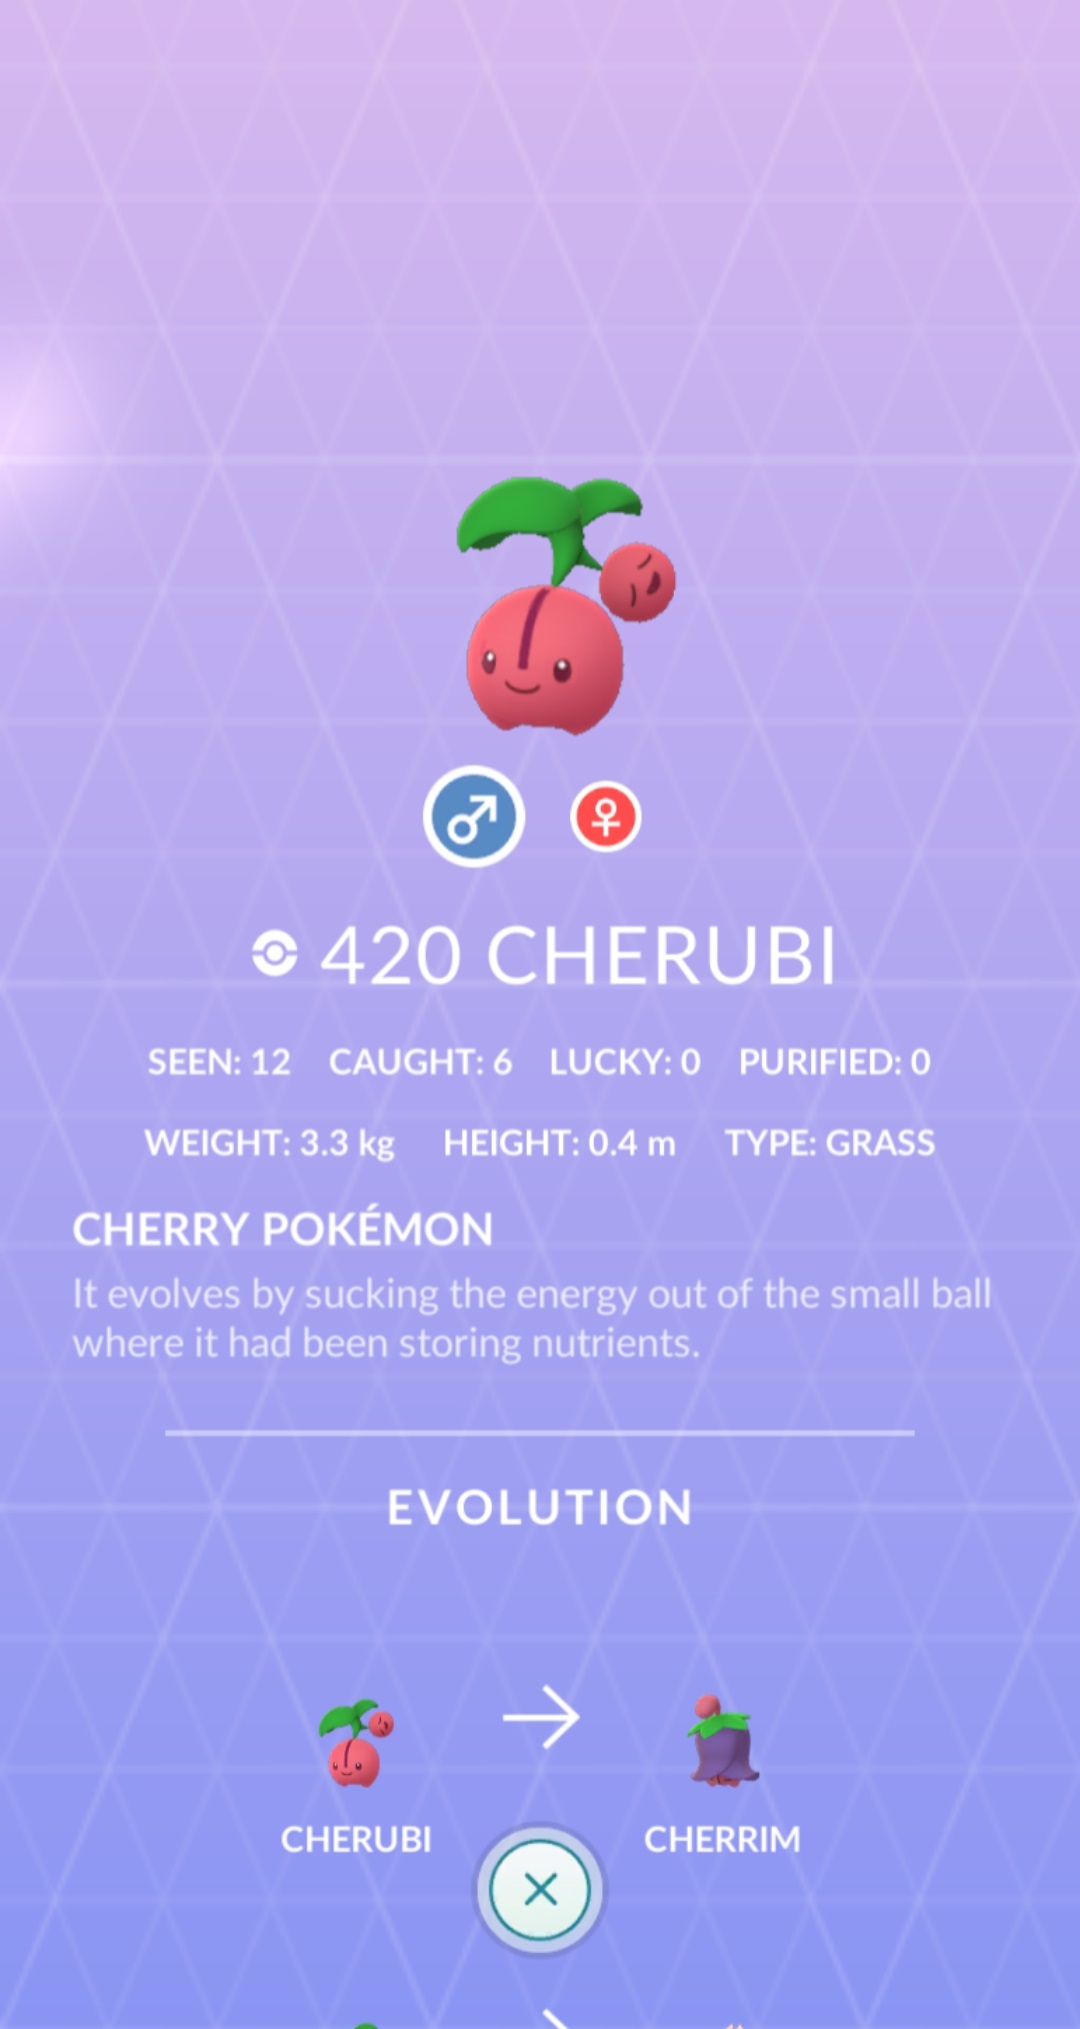 420 CHERUBI
SEEN: 12 CAUGHT: 6 LUCKY: 0 PURIFIED: 0
WEIGHT: 3.3 kg HEIGHT: 0.4 m TYPE: GRASS
CHERRY POKÉMON
It evolves by sucking the energy out of the small ball
where it had been storing nutrients.
EVOLUTION
CHERUBI CHERRIM